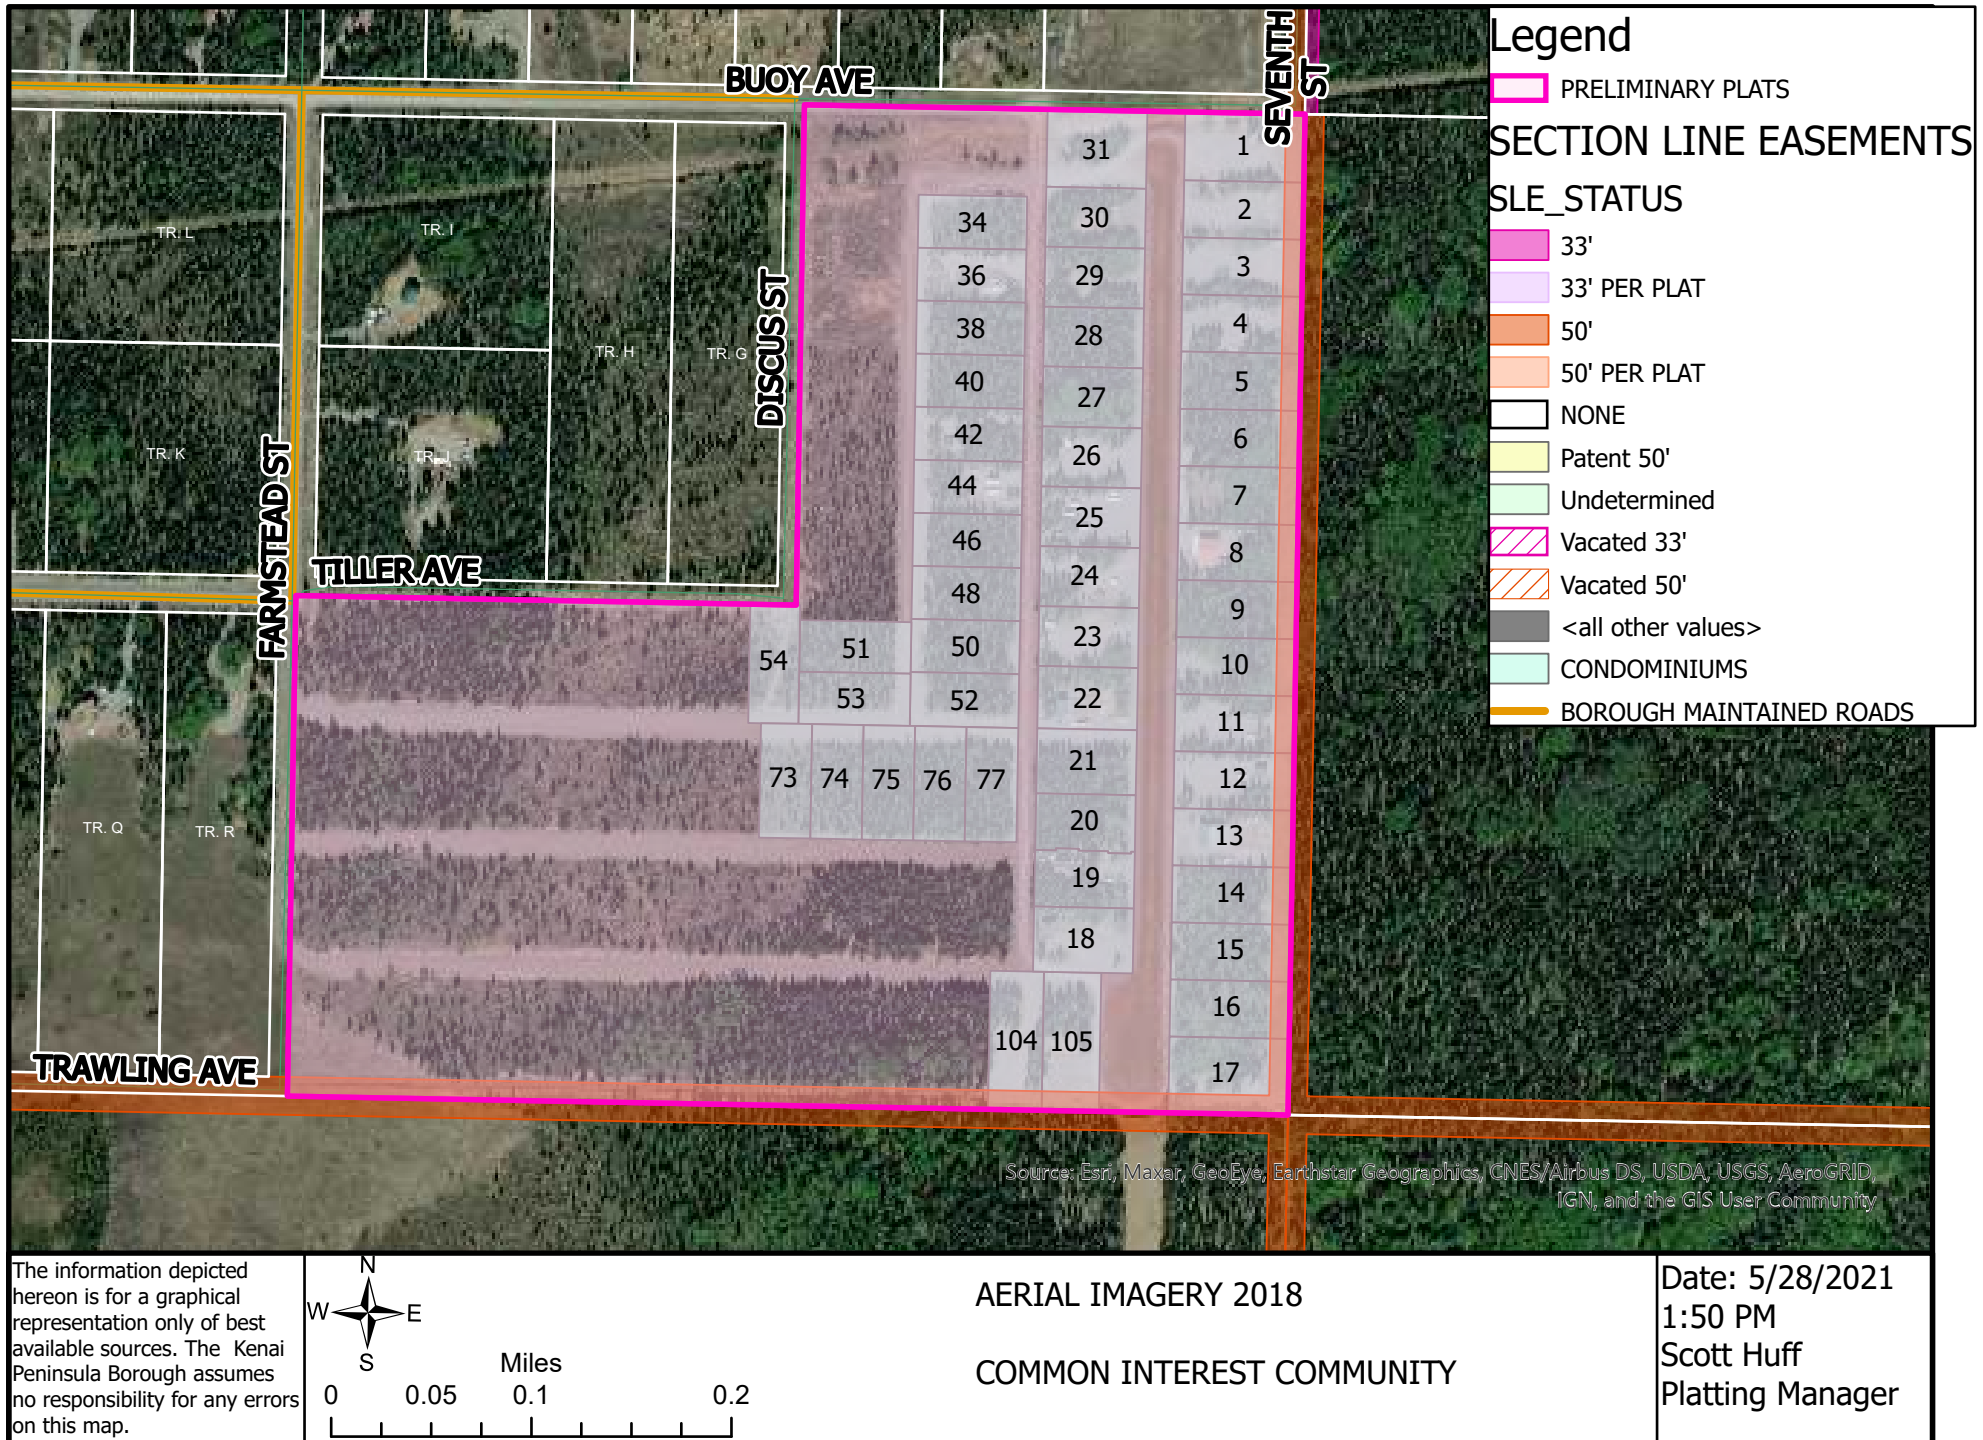 BUOY AVE
SEVENTH
ST
DISCUS ST
FARMSTEAD ST
TILLER AVE
TRAWLING AVE
TR. L
TR. I
TR. H
TR. G
TR. K
TR. J
TR. Q
TR. R
31
1
30
2
29
3
28
4
27
5
26
6
25
7
24
8
23
9
22
10
21
11
20
12
19
13
18
14
15
16
17
34
36
38
40
42
44
46
48
50
51
52
53
54
73
74
75
76
77
104
105
Legend
PRELIMINARY PLATS
SECTION LINE EASEMENTS
SLE_STATUS
33'
33' PER PLAT
50'
50' PER PLAT
NONE
Patent 50'
Undetermined
Vacated 33'
Vacated 50'
<all other values>
CONDOMINIUMS
BOROUGH MAINTAINED ROADS
Source: Esri, Maxar, GeoEye, Earthstar Geographics, CNES/Airbus DS, USDA, USGS, AeroGRID,
IGN, and the GIS User Community
The information depicted
hereon is for a graphical
representation only of best
available sources. The Kenai
Peninsula Borough assumes
no responsibility for any errors
on this map.
N
W E
S
Miles
0 0.05 0.1 0.2
AERIAL IMAGERY 2018
COMMON INTEREST COMMUNITY
Date: 5/28/2021
1:50 PM
Scott Huff
Platting Manager